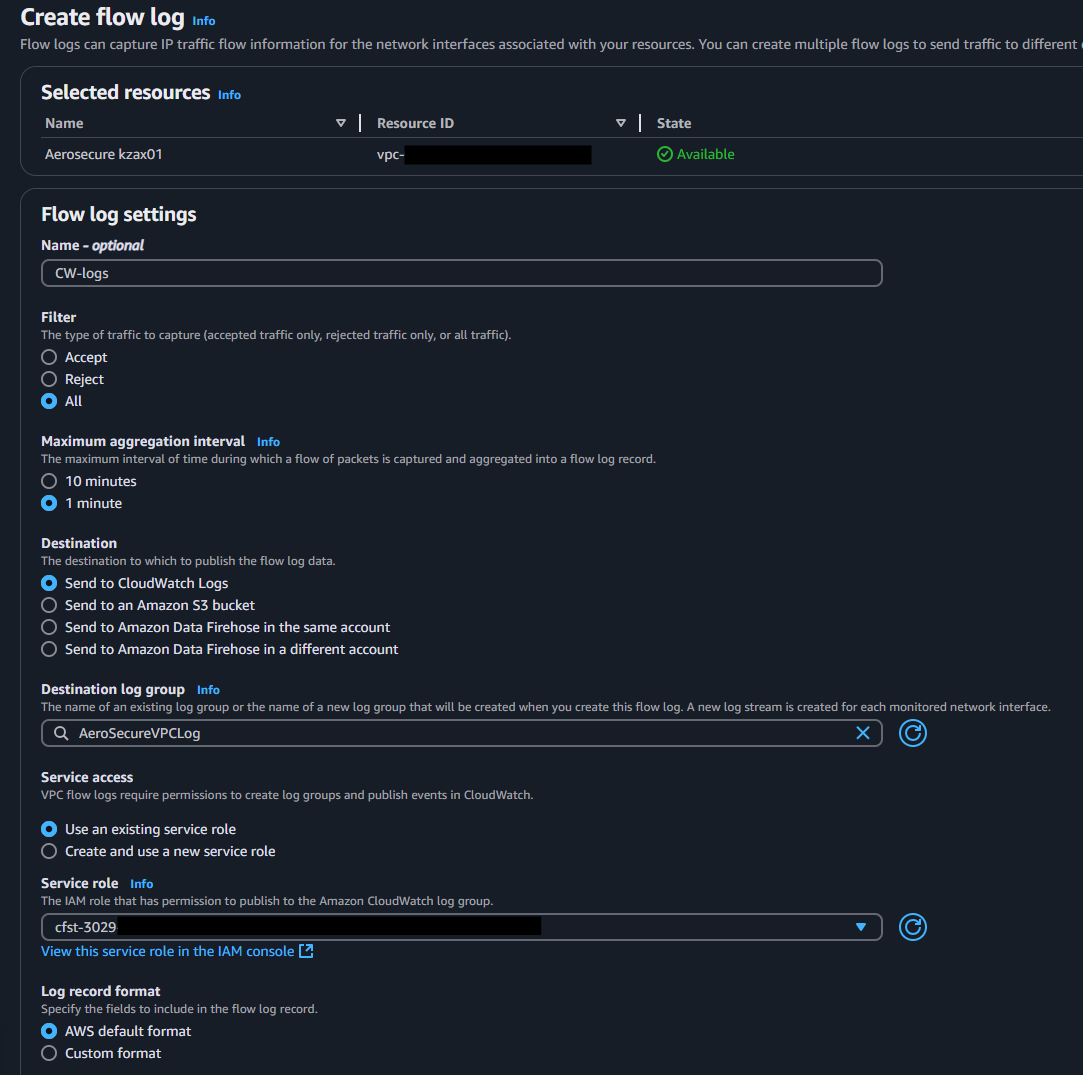 Create flow log Info
Flow logs can capture IP traffic flow information for the network interfaces associated with your resources. You can create multiple flow logs to send traffic to different
Selected resources Info
Name Resource ID State
Aerosecure kzax01 vpc- Available
Flow log settings
Name - optional
CW-logs
Filter
The type of traffic to capture (accepted traffic only, rejected traffic only, or all traffic).
Accept
Reject
All
Maximum aggregation interval Info
The maximum interval of time during which a flow of packets is captured and aggregated into a flow log record.
10 minutes
1 minute
Destination
The destination to which to publish the flow log data.
Send to CloudWatch Logs
Send to an Amazon S3 bucket
Send to Amazon Data Firehose in the same account
Send to Amazon Data Firehose in a different account
Destination log group Info
The name of an existing log group or the name of a new log group that will be created when you create this flow log. A new log stream is created for each monitored network interface.
AeroSecureVPCLog
Service access
VPC flow logs require permissions to create log groups and publish events in CloudWatch.
Use an existing service role
Create and use a new service role
Service role Info
The IAM role that has permission to publish to the Amazon CloudWatch log group.
cfst-3029
View this service role in the IAM console
Log record format
Specify the fields to include in the flow log record.
AWS default format
Custom format